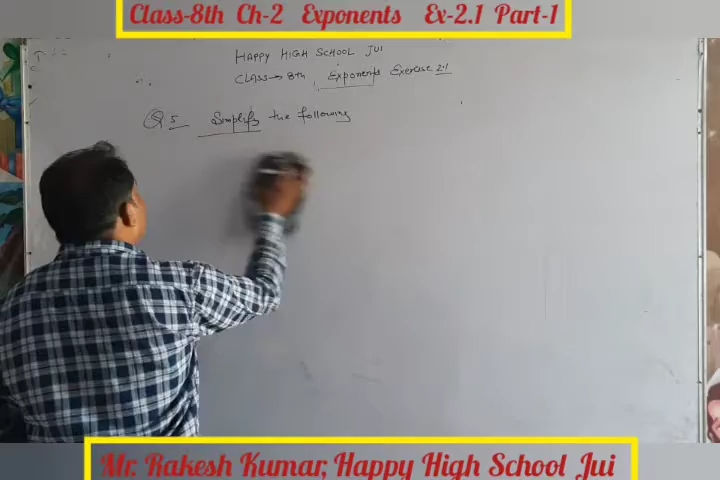 Class-8th Ch-2 Exponents Ex-2.1 Part-1
HAPPY HIGH SCHOOL JUI
CLASS → 8th, Exponents Exercise 2.1
Q 5 Simplify the following
Mr. Rakesh Kumar, Happy High School Jui